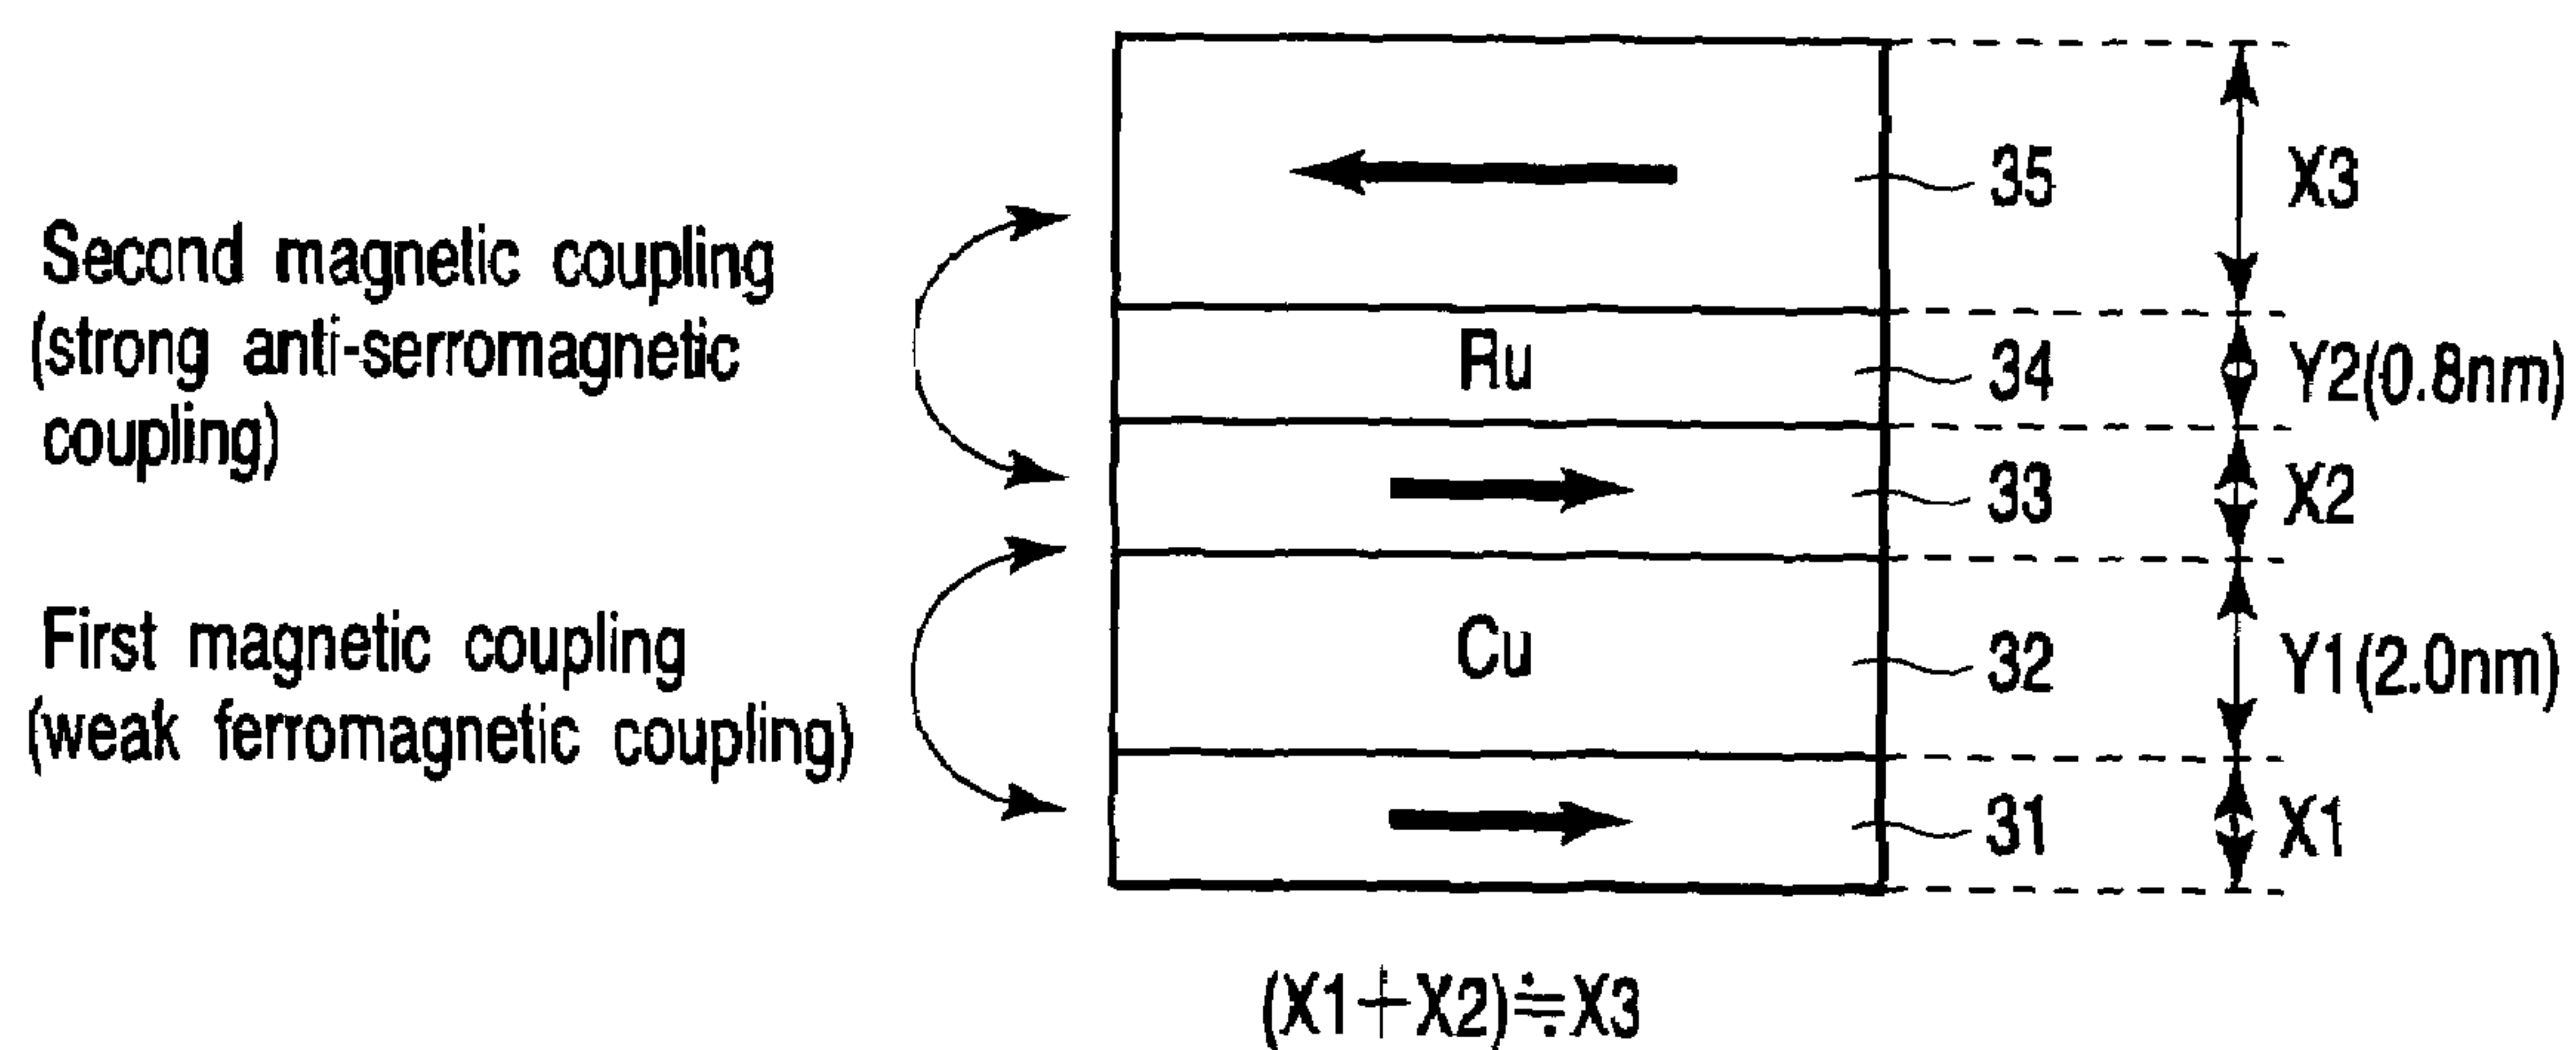 Second magnetic coupling
(strong anti-serromagnetic
coupling)
First magnetic coupling
(weak ferromagnetic coupling)
35
X3
Ru
34
Y2(0.8nm)
33
X2
Cu
32
Y1(2.0nm)
31
X1
(X1+X2)≒X3